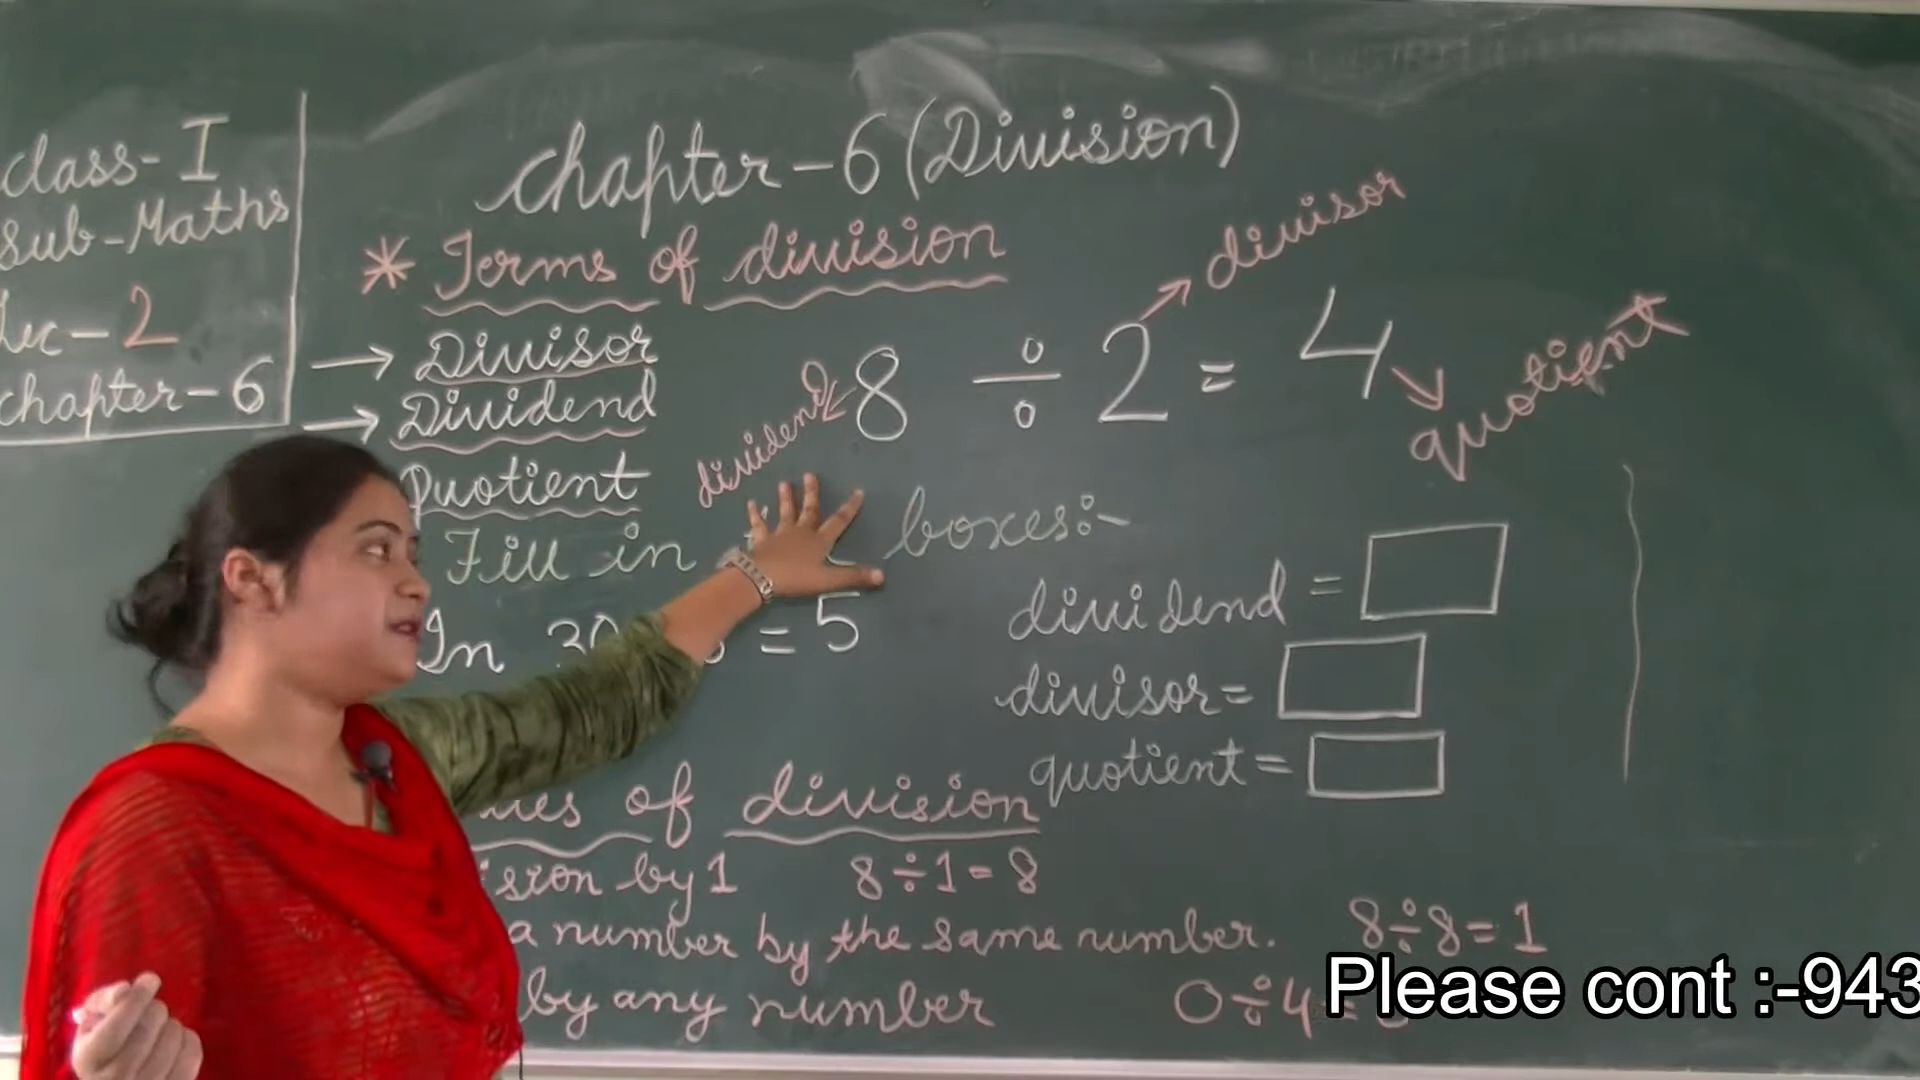 Class-I
Sub-Maths
Lec-2
Chapter-6
Chapter-6 (Division)
* Terms of division
→ Divisor
→ Dividend
Quotient
8 ÷ 2 = 4
dividend
divisor
quotient
Fill in boxes:-
In 30 = 5
dividend =
divisor =
quotient =
of division
by 1 8÷1=8
a number by the same number. 8÷8=1
by any number 0÷4=
Please cont :-943